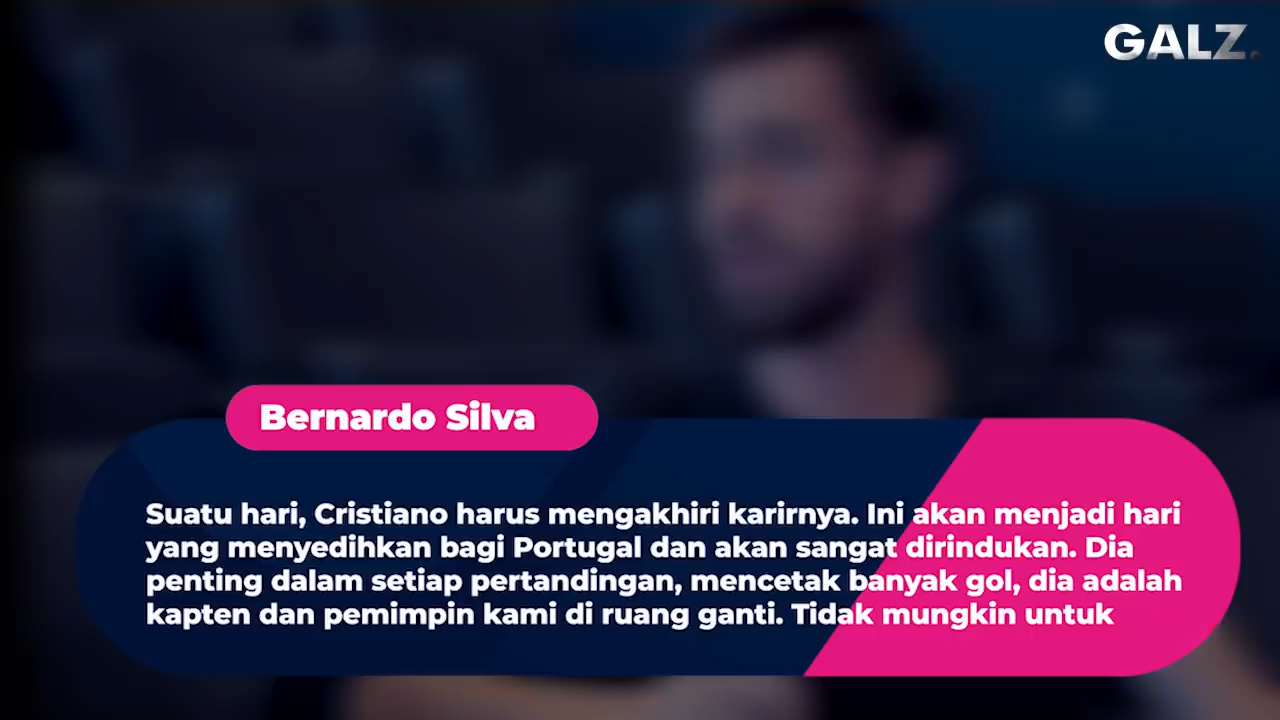 GALZ.
Bernardo Silva
Suatu hari, Cristiano harus mengakhiri karirnya. Ini akan menjadi hari
yang menyedihkan bagi Portugal dan akan sangat dirindukan. Dia
penting dalam setiap pertandingan, mencetak banyak gol, dia adalah
kapten dan pemimpin kami di ruang ganti. Tidak mungkin untuk